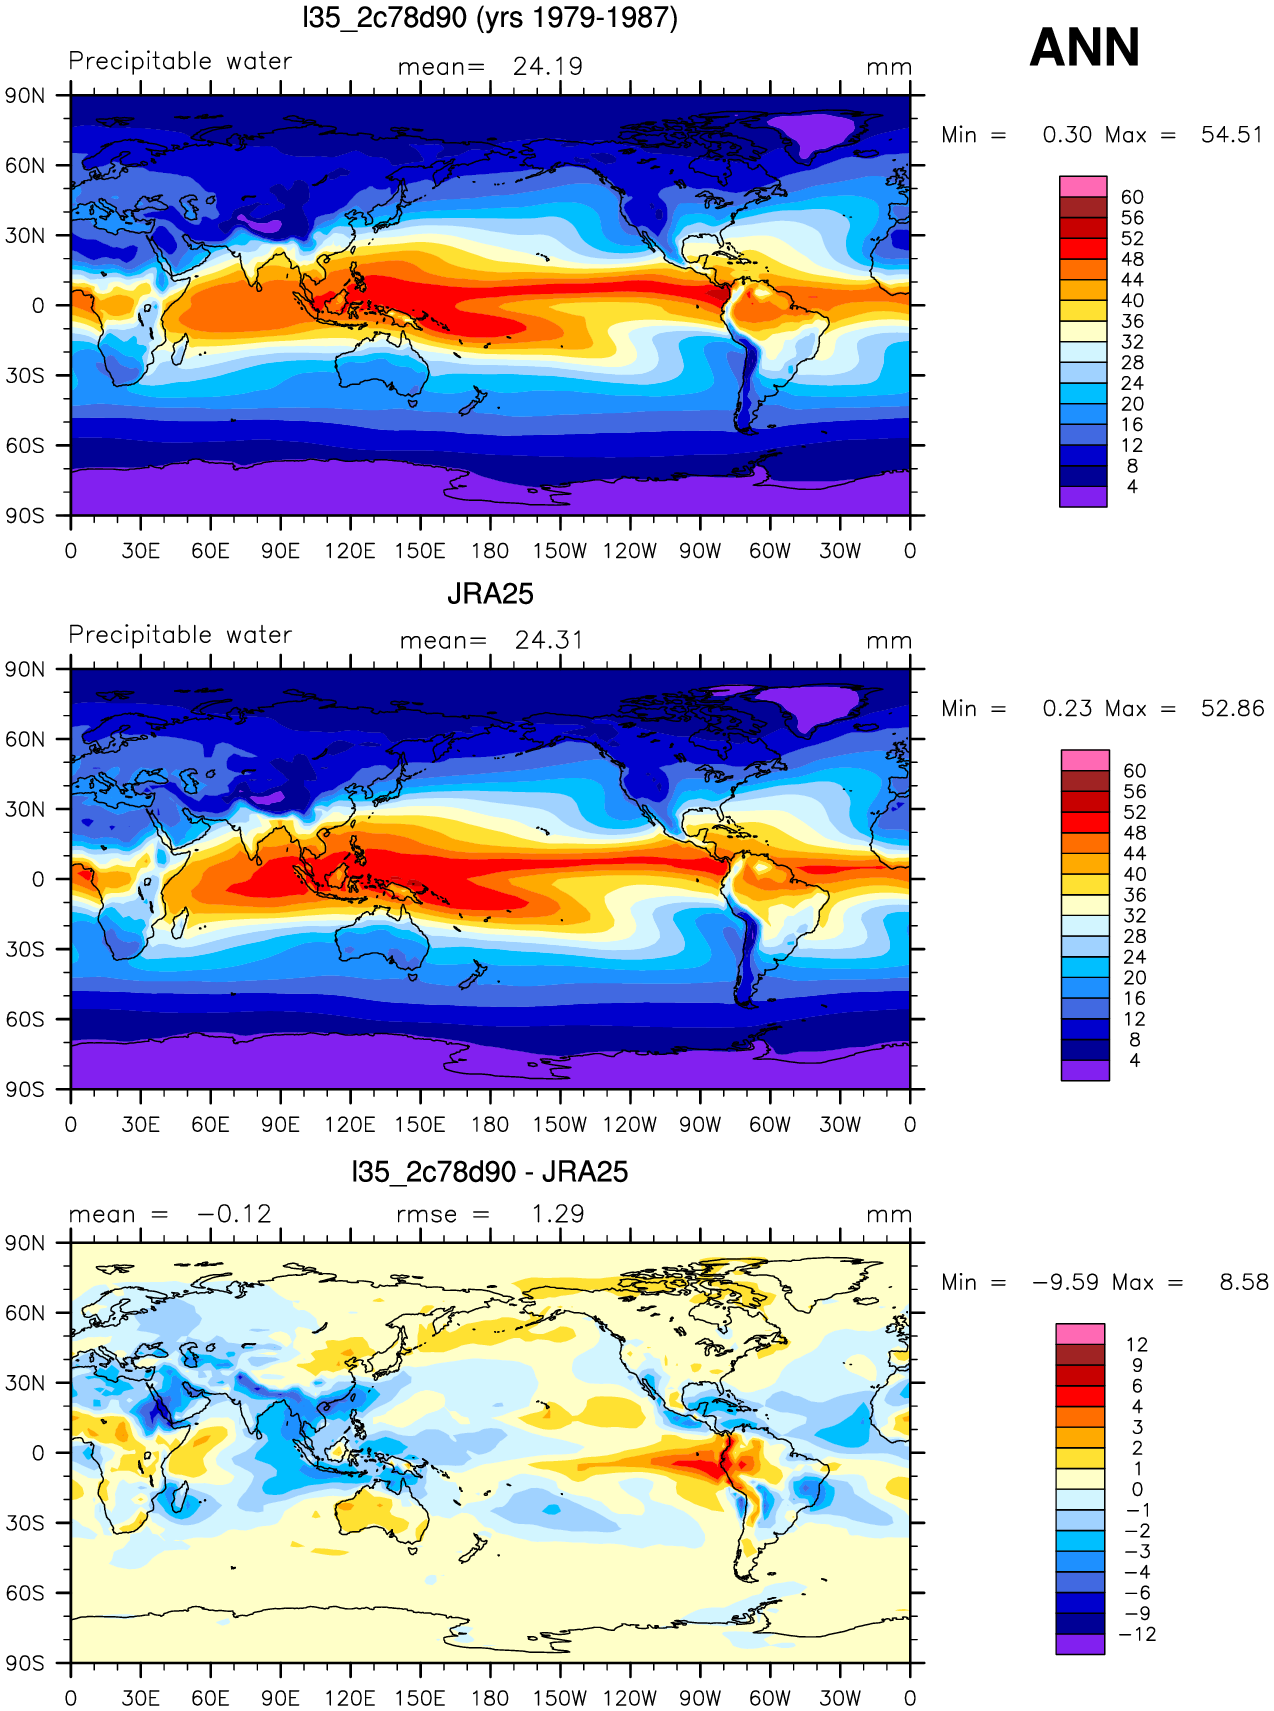 l35_2c78d90 (yrs 1979-1987)
ANN
Precipitable water mean= 24.19 mm
Min = 0.30 Max = 54.51
90N
60N
30N
0
30S
60S
90S
0 30E 60E 90E 120E 150E 180 150W 120W 90W 60W 30W 0
60
56
52
48
44
40
36
32
28
24
20
16
12
8
4
JRA25
Precipitable water mean= 24.31 mm
Min = 0.23 Max = 52.86
90N
60N
30N
0
30S
60S
90S
0 30E 60E 90E 120E 150E 180 150W 120W 90W 60W 30W 0
60
56
52
48
44
40
36
32
28
24
20
16
12
8
4
l35_2c78d90 - JRA25
mean = -0.12 rmse = 1.29 mm
Min = -9.59 Max = 8.58
90N
60N
30N
0
30S
60S
90S
0 30E 60E 90E 120E 150E 180 150W 120W 90W 60W 30W 0
12
9
6
4
3
2
1
0
-1
-2
-3
-4
-6
-9
-12